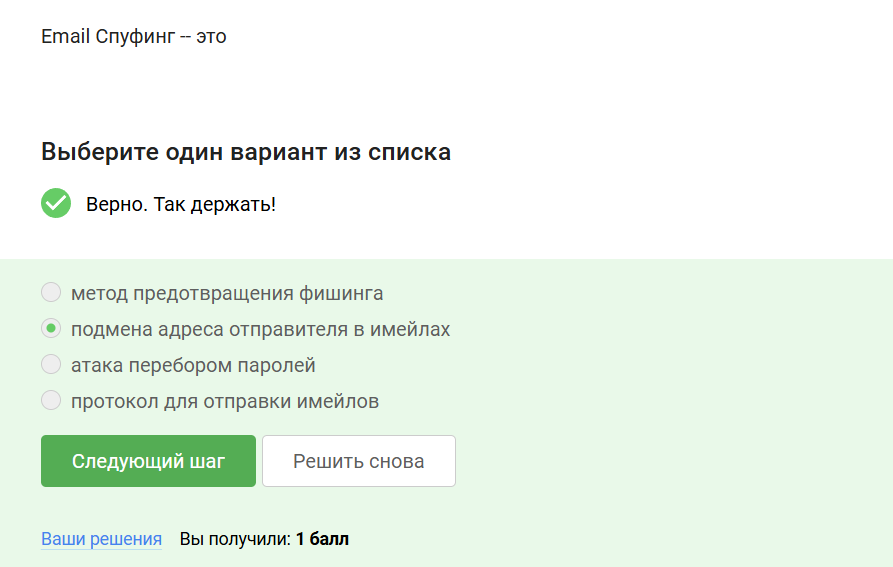 Email Спуфинг -- это
Выберите один вариант из списка
Верно. Так держать!
метод предотвращения фишинга
подмена адреса отправителя в имейлах
атака перебором паролей
протокол для отправки имейлов
Следующий шаг Решить снова
Ваши решения Вы получили: 1 балл